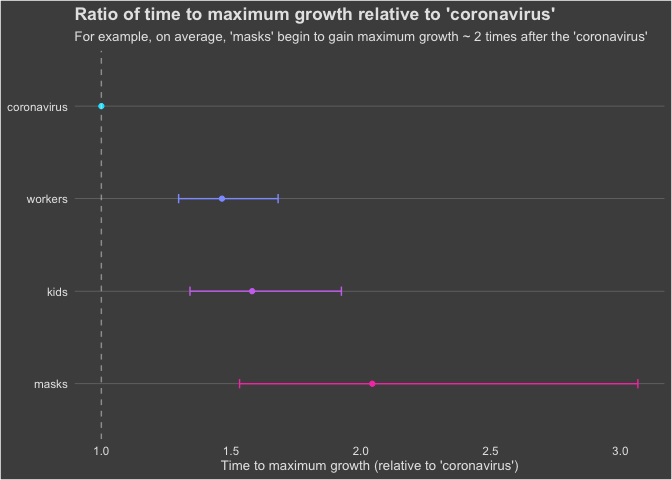 Ratio of time to maximum growth relative to 'coronavirus'
For example, on average, 'masks' begin to gain maximum growth ~ 2 times after the 'coronavirus'
coronavirus
workers
kids
masks
1.0 1.5 2.0 2.5 3.0
Time to maximum growth (relative to 'coronavirus')